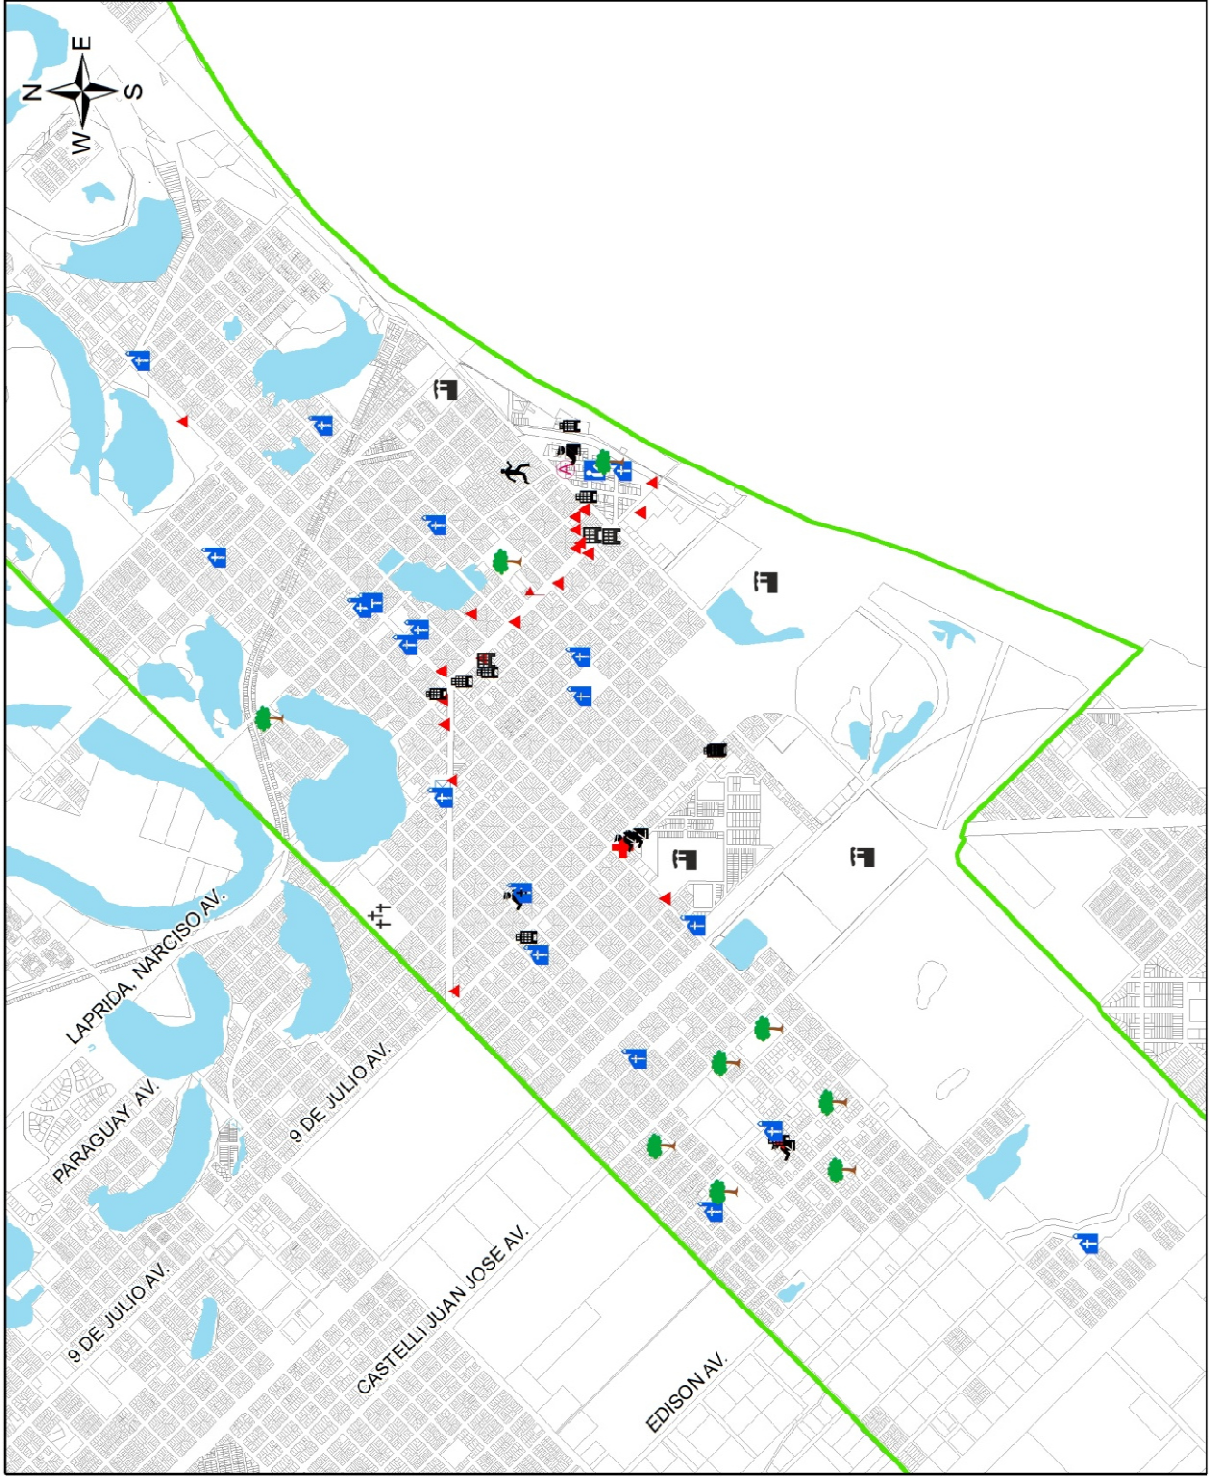 N
E
W
S
LAPRIDA, NARCISO AV.
PARAGUAY AV.
9 DE JULIO AV.
9 DE JULIO AV.
CASTELLI JUAN JOSE AV.
EDISON AV.
A